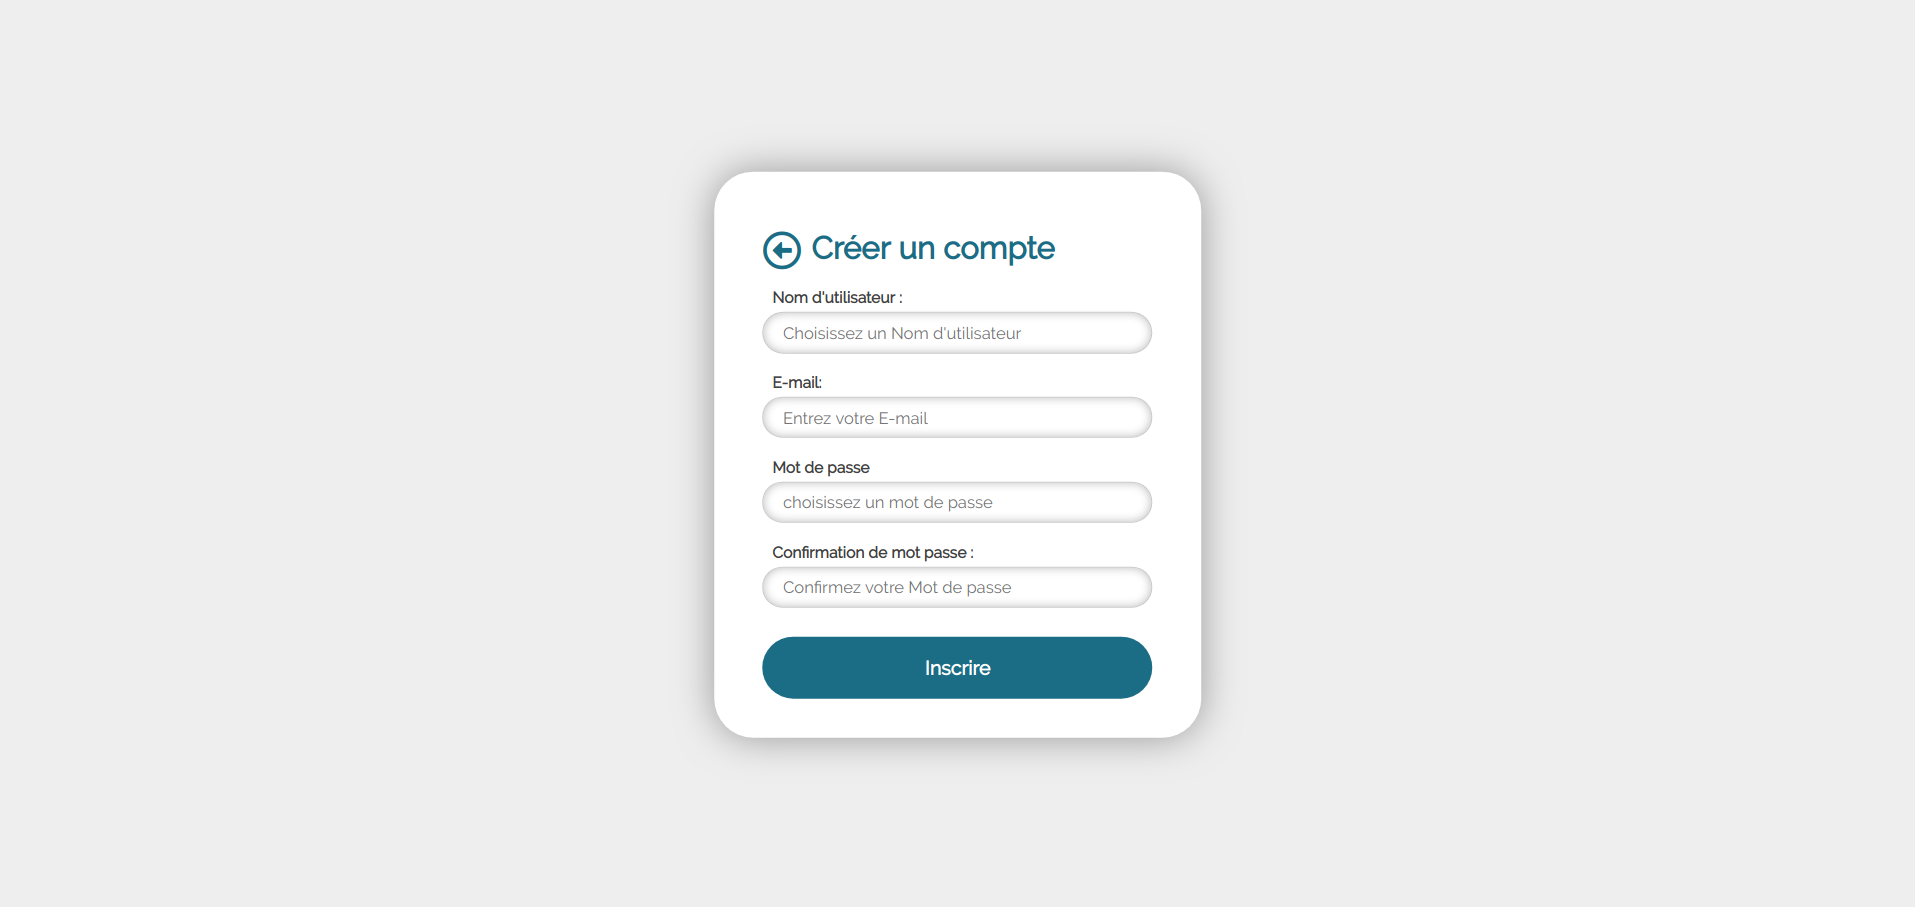 Créer un compte
Nom d'utilisateur :
Choisissez un Nom d'utilisateur
E-mail:
Entrez votre E-mail
Mot de passe
choisissez un mot de passe
Confirmation de mot passe :
Confirmez votre Mot de passe
Inscrire